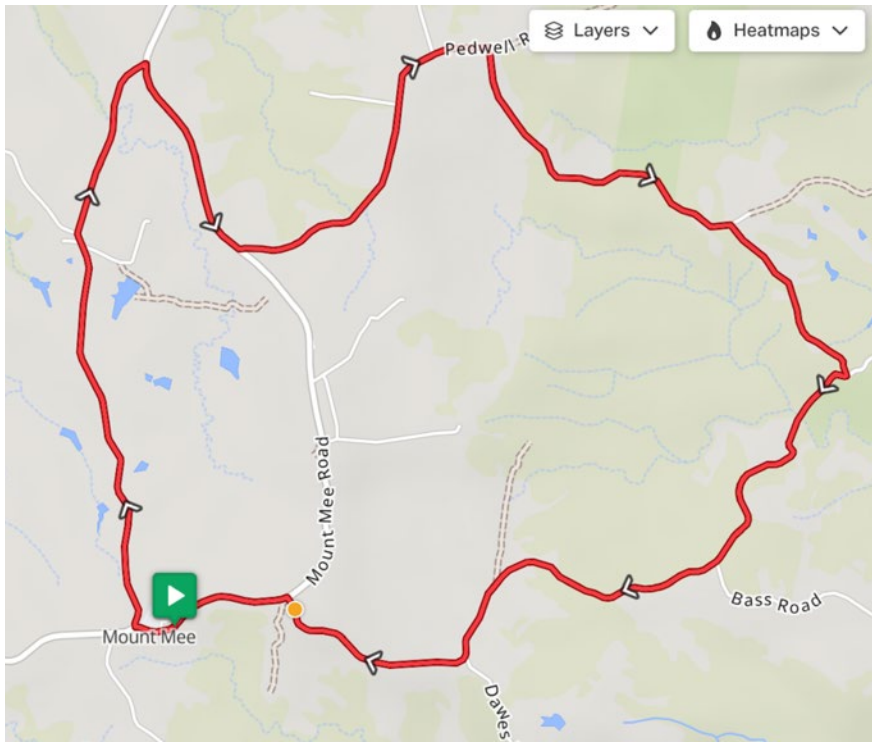 Layers
Heatmaps
Pedwell R
Mount Mee Road
Mount Mee
Bass Road
Dawes